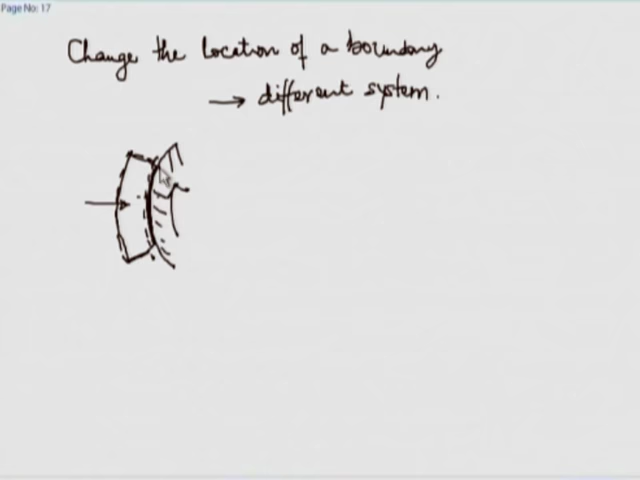 Page No: 17
Change the location of a boundary
→ different system.